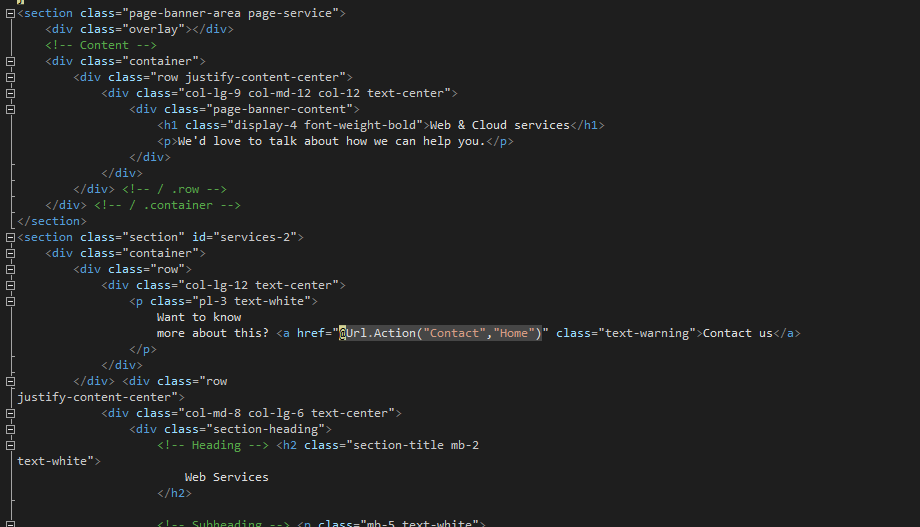 <section class="page-banner-area page-service">
<div class="overlay"></div>
<!-- Content -->
<div class="container">
<div class="row justify-content-center">
<div class="col-lg-9 col-md-12 col-12 text-center">
<div class="page-banner-content">
<h1 class="display-4 font-weight-bold">Web & Cloud services</h1>
<p>We'd love to talk about how we can help you.</p>
</div>
</div>
</div> <!-- / .row -->
</div> <!-- / .container -->
</section>
<section class="section" id="services-2">
<div class="container">
<div class="row">
<div class="col-lg-12 text-center">
<p class="pl-3 text-white">
Want to know
more about this? <a href="@Url.Action("Contact","Home")" class="text-warning">Contact us</a>
</p>
</div>
</div> <div class="row
justify-content-center">
<div class="col-md-8 col-lg-6 text-center">
<div class="section-heading">
<!-- Heading --> <h2 class="section-title mb-2
text-white">
Web Services
</h2>
<!-- Subheading --> <p class="mb-5 text-white">